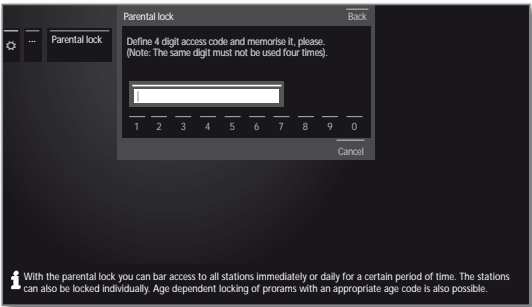 Parental lock
Back
...
Parental lock
Define 4 digit access code and memorise it, please.
(Note: The same digit must not be used four times).
1 2 3 4 5 6 7 8 9 0
Cancel
With the parental lock you can bar access to all stations immediately or daily for a certain period of time. The stations
can also be locked individually. Age dependent locking of prorams with an appropriate age code is also possible.